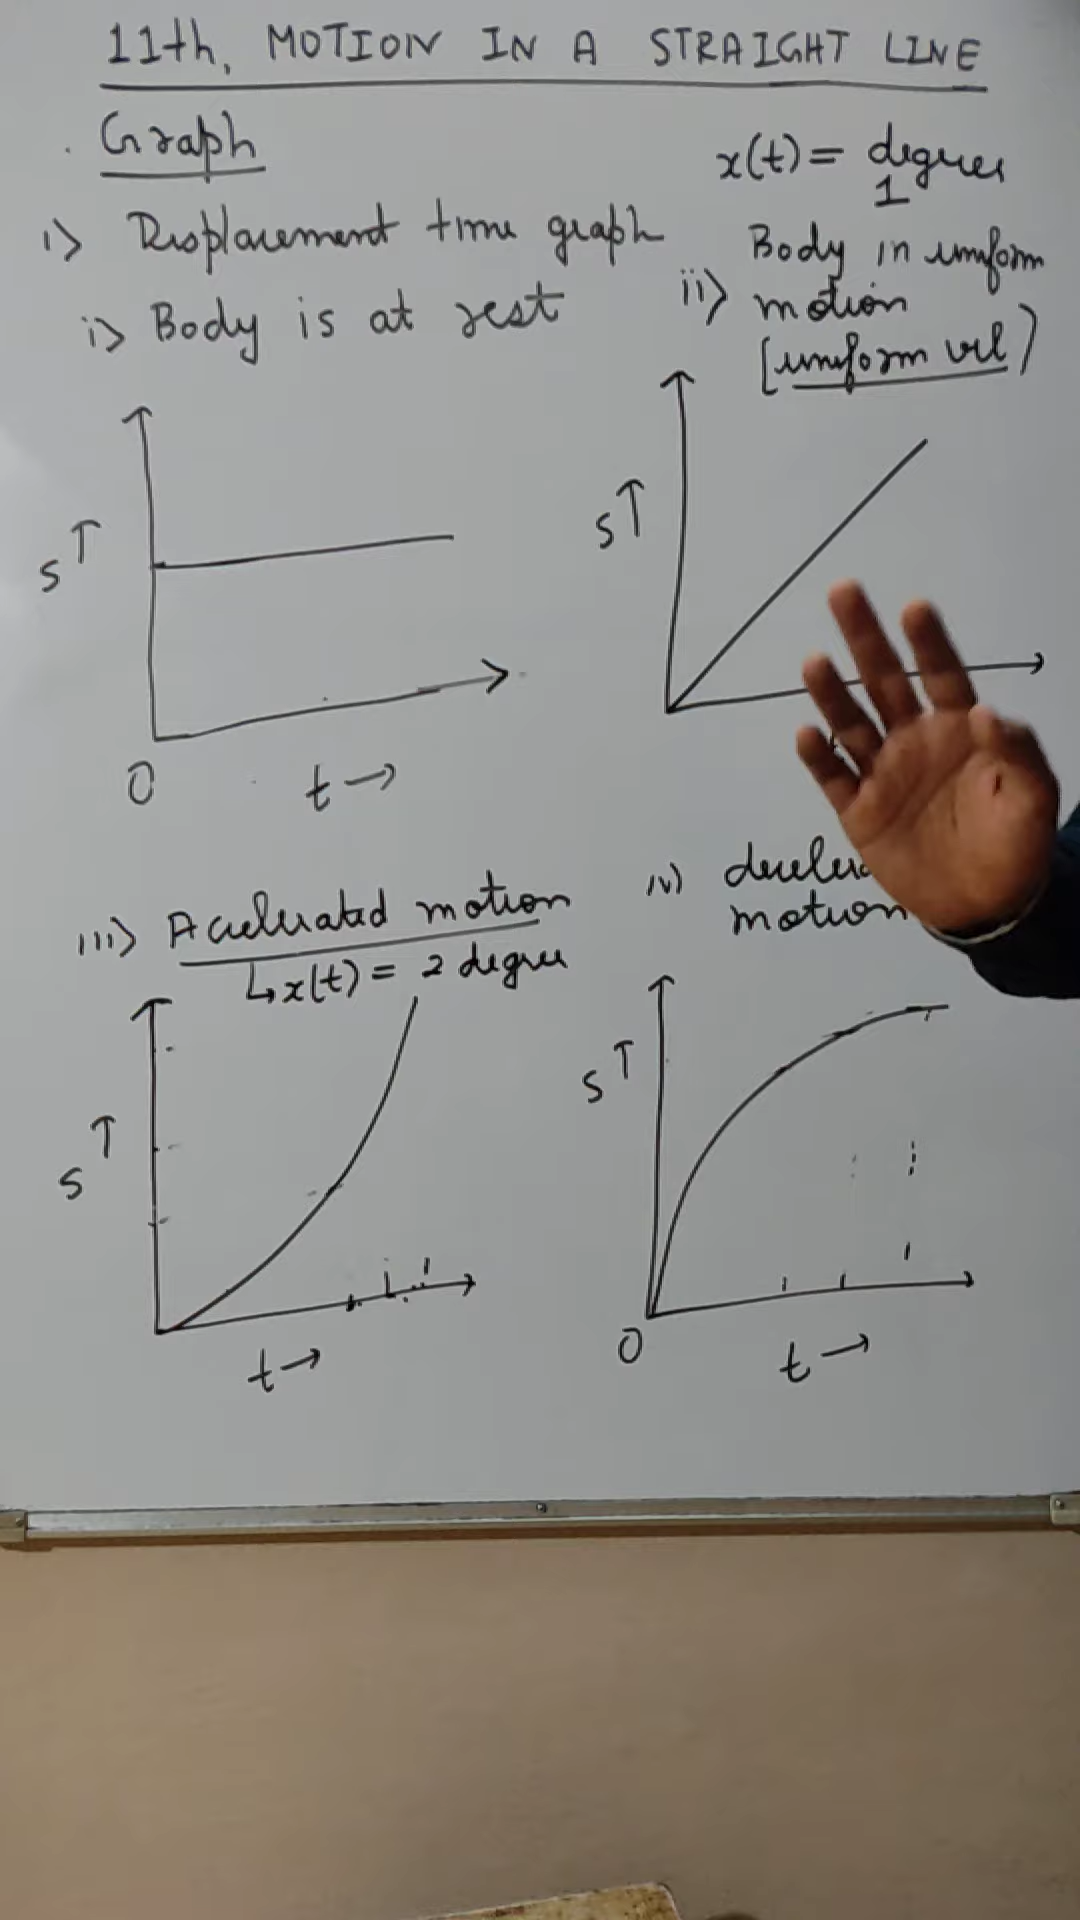 11th, MOTION IN A STRAIGHT LINE
Graph
i> Displacement time graph
i> Body is at rest
s↑
0
t→
x(t) = degree
1
ii> Body in uniform
motion
[uniform vel)
s↑
iii> Accelerated motion
↳x(t) = 2 degree
s↑
t→
iv)
motion
s↑
0
t→